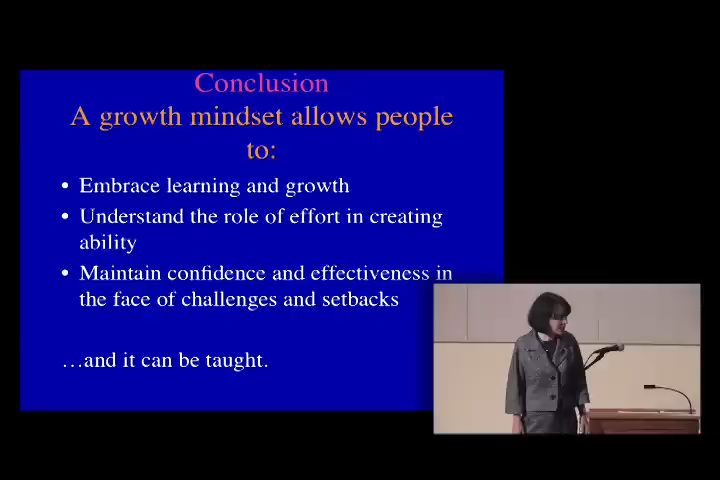 Conclusion
A growth mindset allows people
to:
• Embrace learning and growth
• Understand the role of effort in creating
ability
• Maintain confidence and effectiveness in
the face of challenges and setbacks
…and it can be taught.